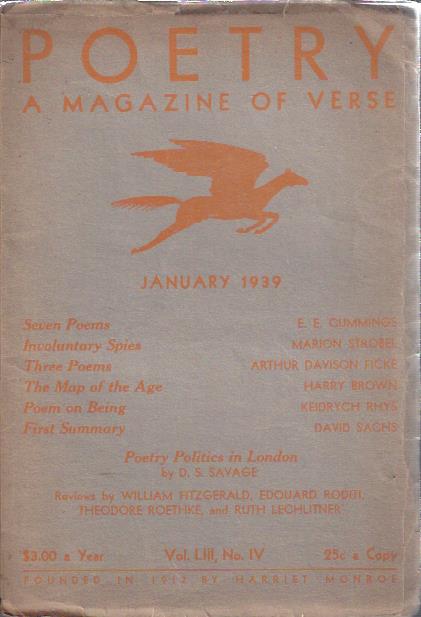 POETRY
A MAGAZINE OF VERSE
JANUARY 1939
Seven Poems E. E. CUMMINGS
Involuntary Spies MARION STROBEL
Three Poems ARTHUR DAVISON FICKE
The Map of the Age HARRY BROWN
Poem on Being KEIDRYCH RHYS
First Summary DAVID SACHS
Poetry Politics in London
by D. S. SAVAGE
Reviews by WILLIAM FITZGERALD, EDOUARD RODITI,
THEODORE ROETHKE, and RUTH LECHLITNER
$3.00 a Year Vol. LIII, No. IV 25c a Copy
FOUNDED IN 1912 BY HARRIET MONROE